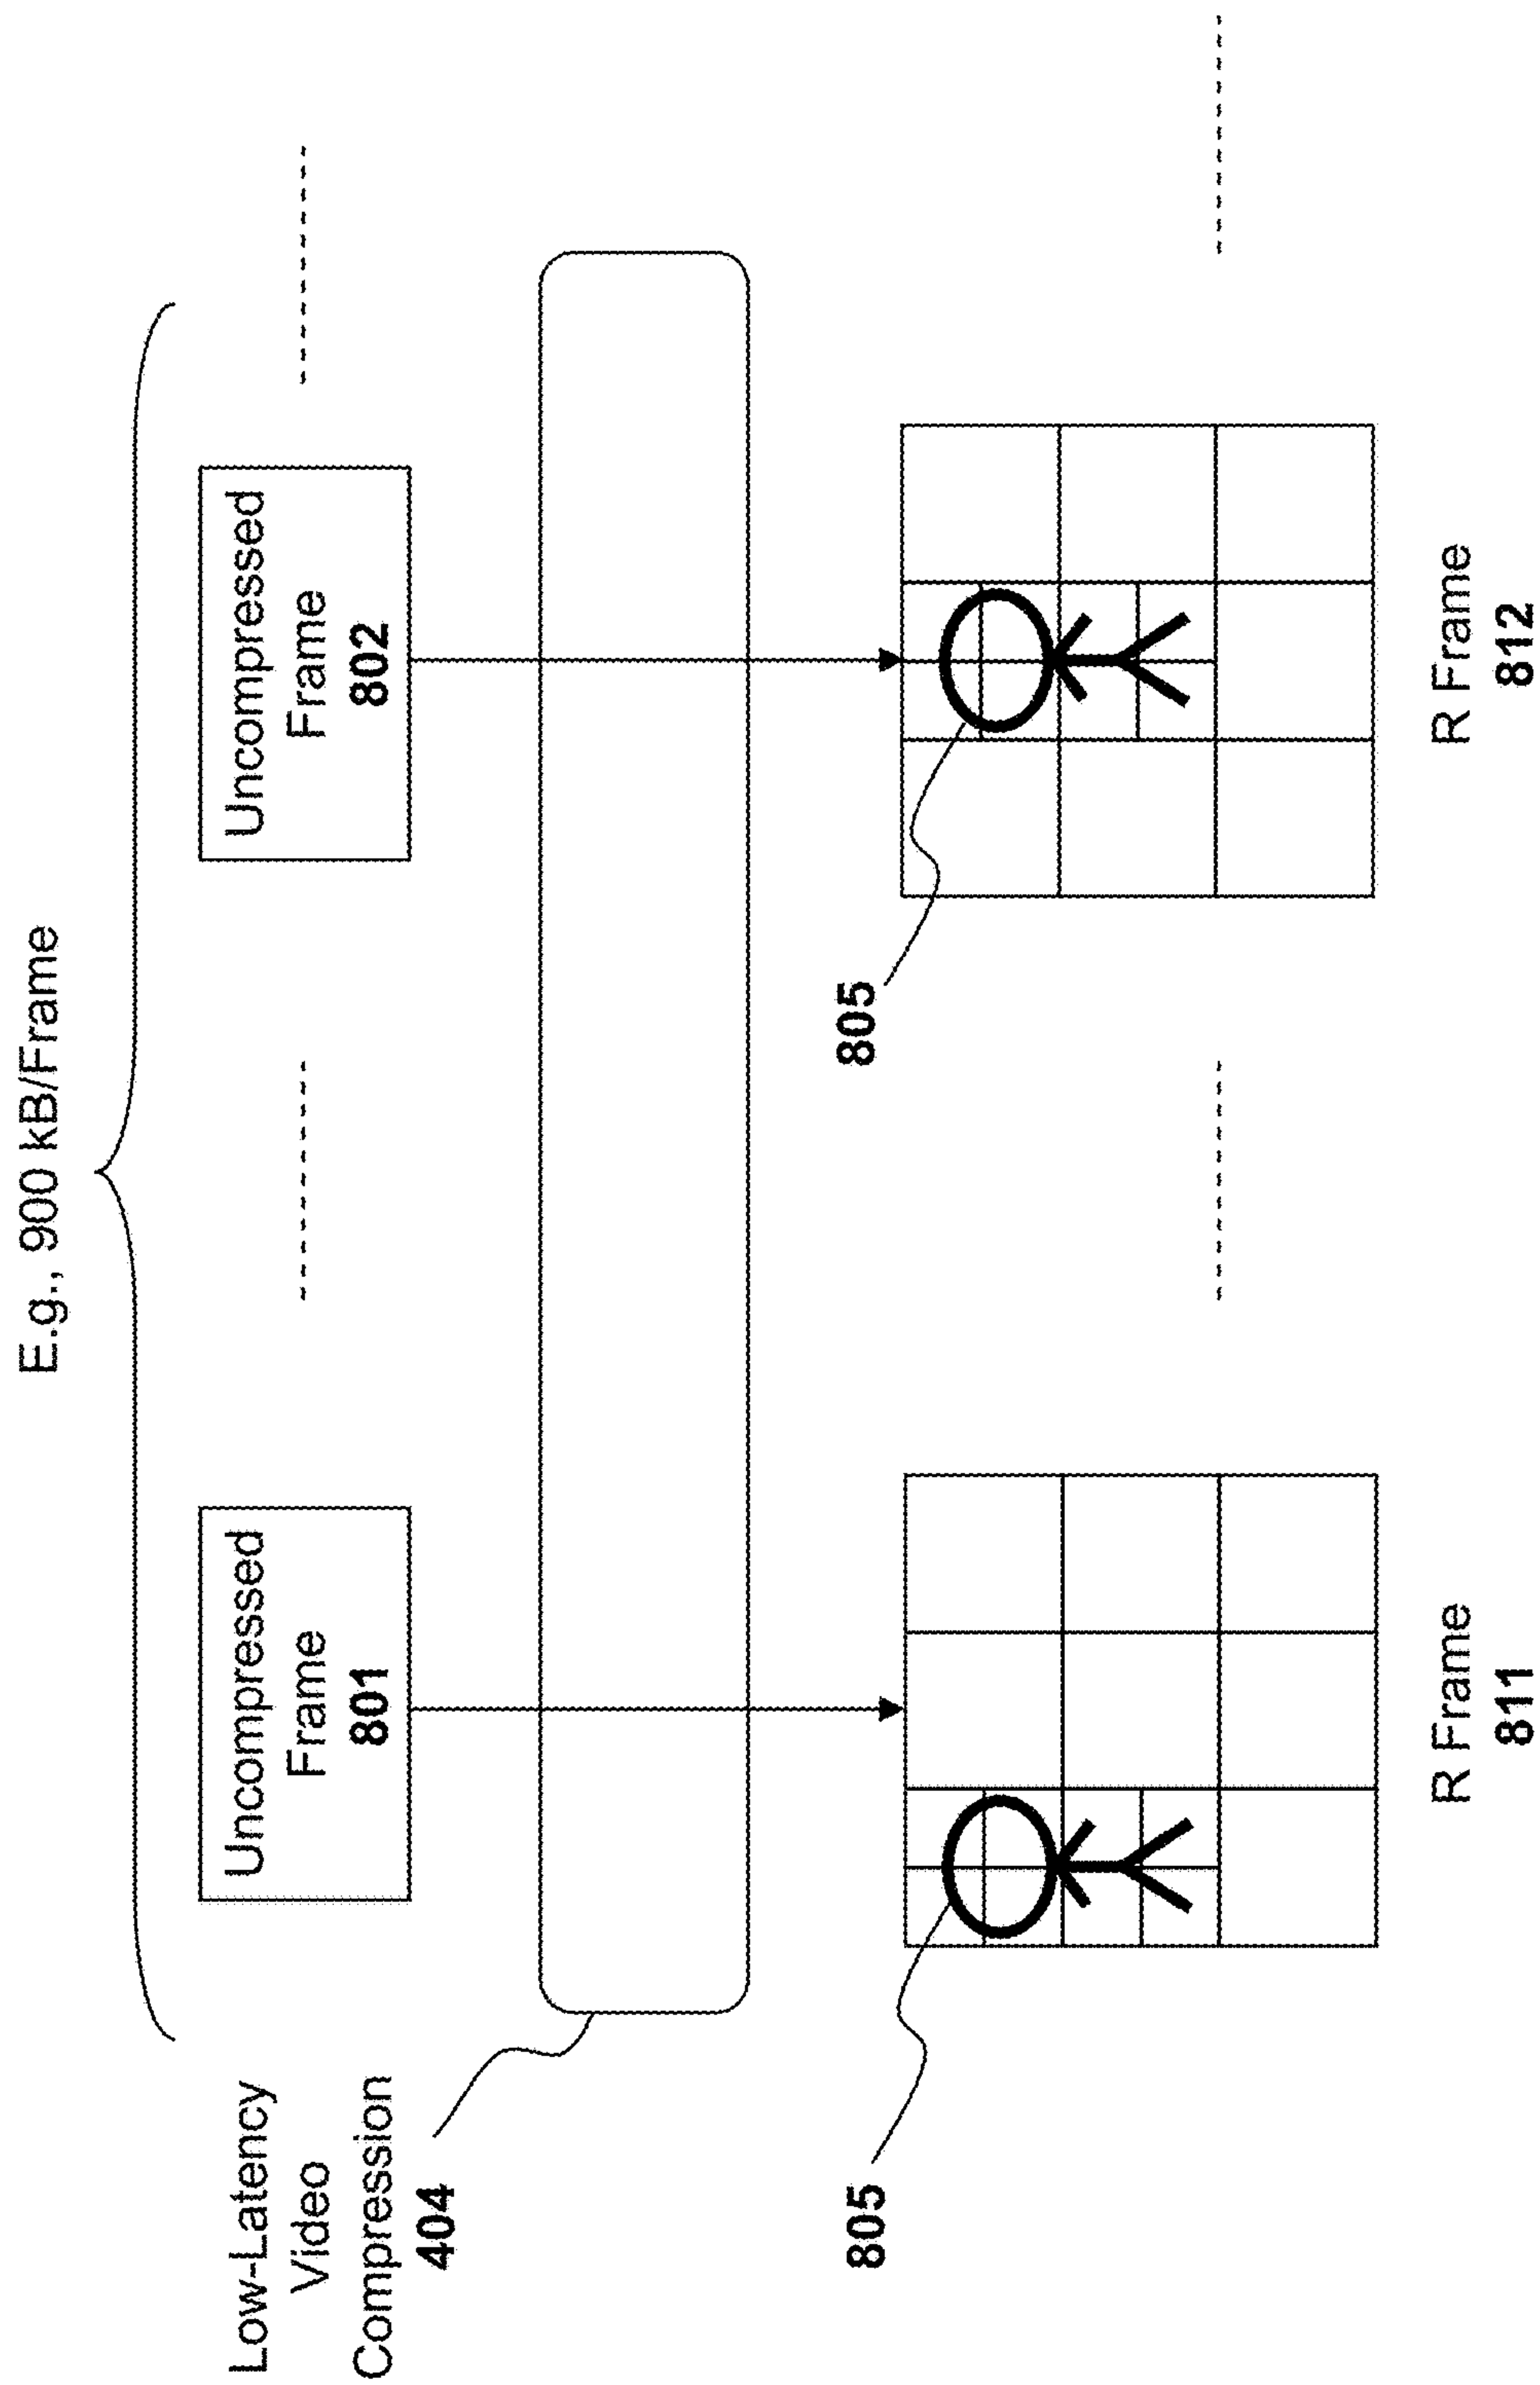 E.g., 900 kB/Frame
Low-Latency
Video
Compression
404
Uncompressed
Frame
801
Uncompressed
Frame
802
805
805
R Frame
811
R Frame
812